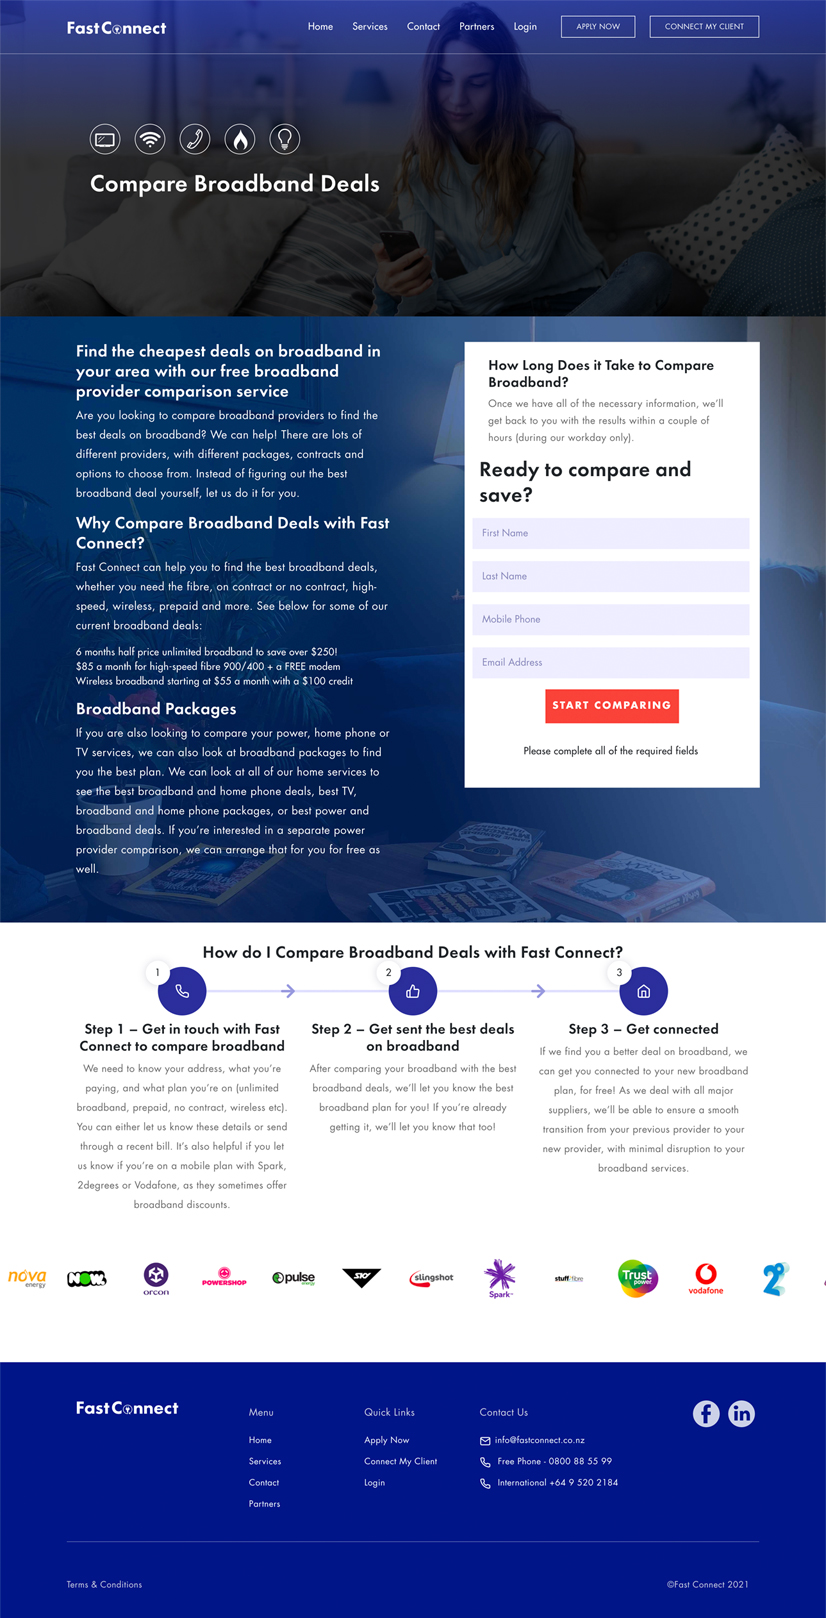 FastConnect
Home Services Contact Partners Login APPLY NOW CONNECT MY CLIENT
Compare Broadband Deals
Find the cheapest deals on broadband in
your area with our free broadband
provider comparison service
Are you looking to compare broadband providers to find the
best deals on broadband? We can help! There are lots of
different providers, with different packages, contracts and
options to choose from. Instead of figuring out the best
broadband deal yourself, let us do it for you.
Why Compare Broadband Deals with Fast
Connect?
Fast Connect can help you to find the best broadband deals,
whether you need the fibre, on contract or no contract, high-
speed, wireless, prepaid and more. See below for some of our
current broadband deals:
6 months half price unlimited broadband to save over $250!
$85 a month for high-speed fibre 900/400 + a FREE modem
Wireless broadband starting at $55 a month with a $100 credit
Broadband Packages
If you are also looking to compare your power, home phone or
TV services, we can also look at broadband packages to find
you the best plan. We can look at all of our home services to
see the best broadband and home phone deals, best TV,
broadband and home phone packages, or best power and
broadband deals. If you're interested in a separate power
provider comparison, we can arrange that for you for free as
well.
How Long Does it Take to Compare
Broadband?
Once we have all of the necessary information, we'll
get back to you with the results within a couple of
hours (during our workday only).
Ready to compare and
save?
First Name
Last Name
Mobile Phone
Email Address
START COMPARING
Please complete all of the required fields
How do I Compare Broadband Deals with Fast Connect?
1
2
3
Step 1 – Get in touch with Fast
Connect to compare broadband
We need to know your address, what you're
paying, and what plan you're on (unlimited
broadband, prepaid, no contract, wireless etc).
You can either let us know these details or send
through a recent bill. It's also helpful if you let
us know if you're on a mobile plan with Spark,
2degrees or Vodafone, as they sometimes offer
broadband discounts.
Step 2 – Get sent the best deals
on broadband
After comparing your broadband with the best
broadband deals, we'll let you know the best
broadband plan for you! If you're already
getting it, we'll let you know that too!
Step 3 – Get connected
If we find you a better deal on broadband, we
can get you connected to your new broadband
plan, for free! As we deal with all major
suppliers, we'll be able to ensure a smooth
transition from your previous provider to your
new provider, with minimal disruption to your
broadband services.
nova
energy
NOW
orcon
POWERSHOP
pulse
energy
sky
slingshot
Spark
stuff fibre
Trust
power
vodafone
2°
FastConnect
Menu
Home
Services
Contact
Partners
Quick Links
Apply Now
Connect My Client
Login
Contact Us
info@fastconnect.co.nz
Free Phone - 0800 88 55 99
International +64 9 520 2184
f
in
Terms & Conditions
©Fast Connect 2021